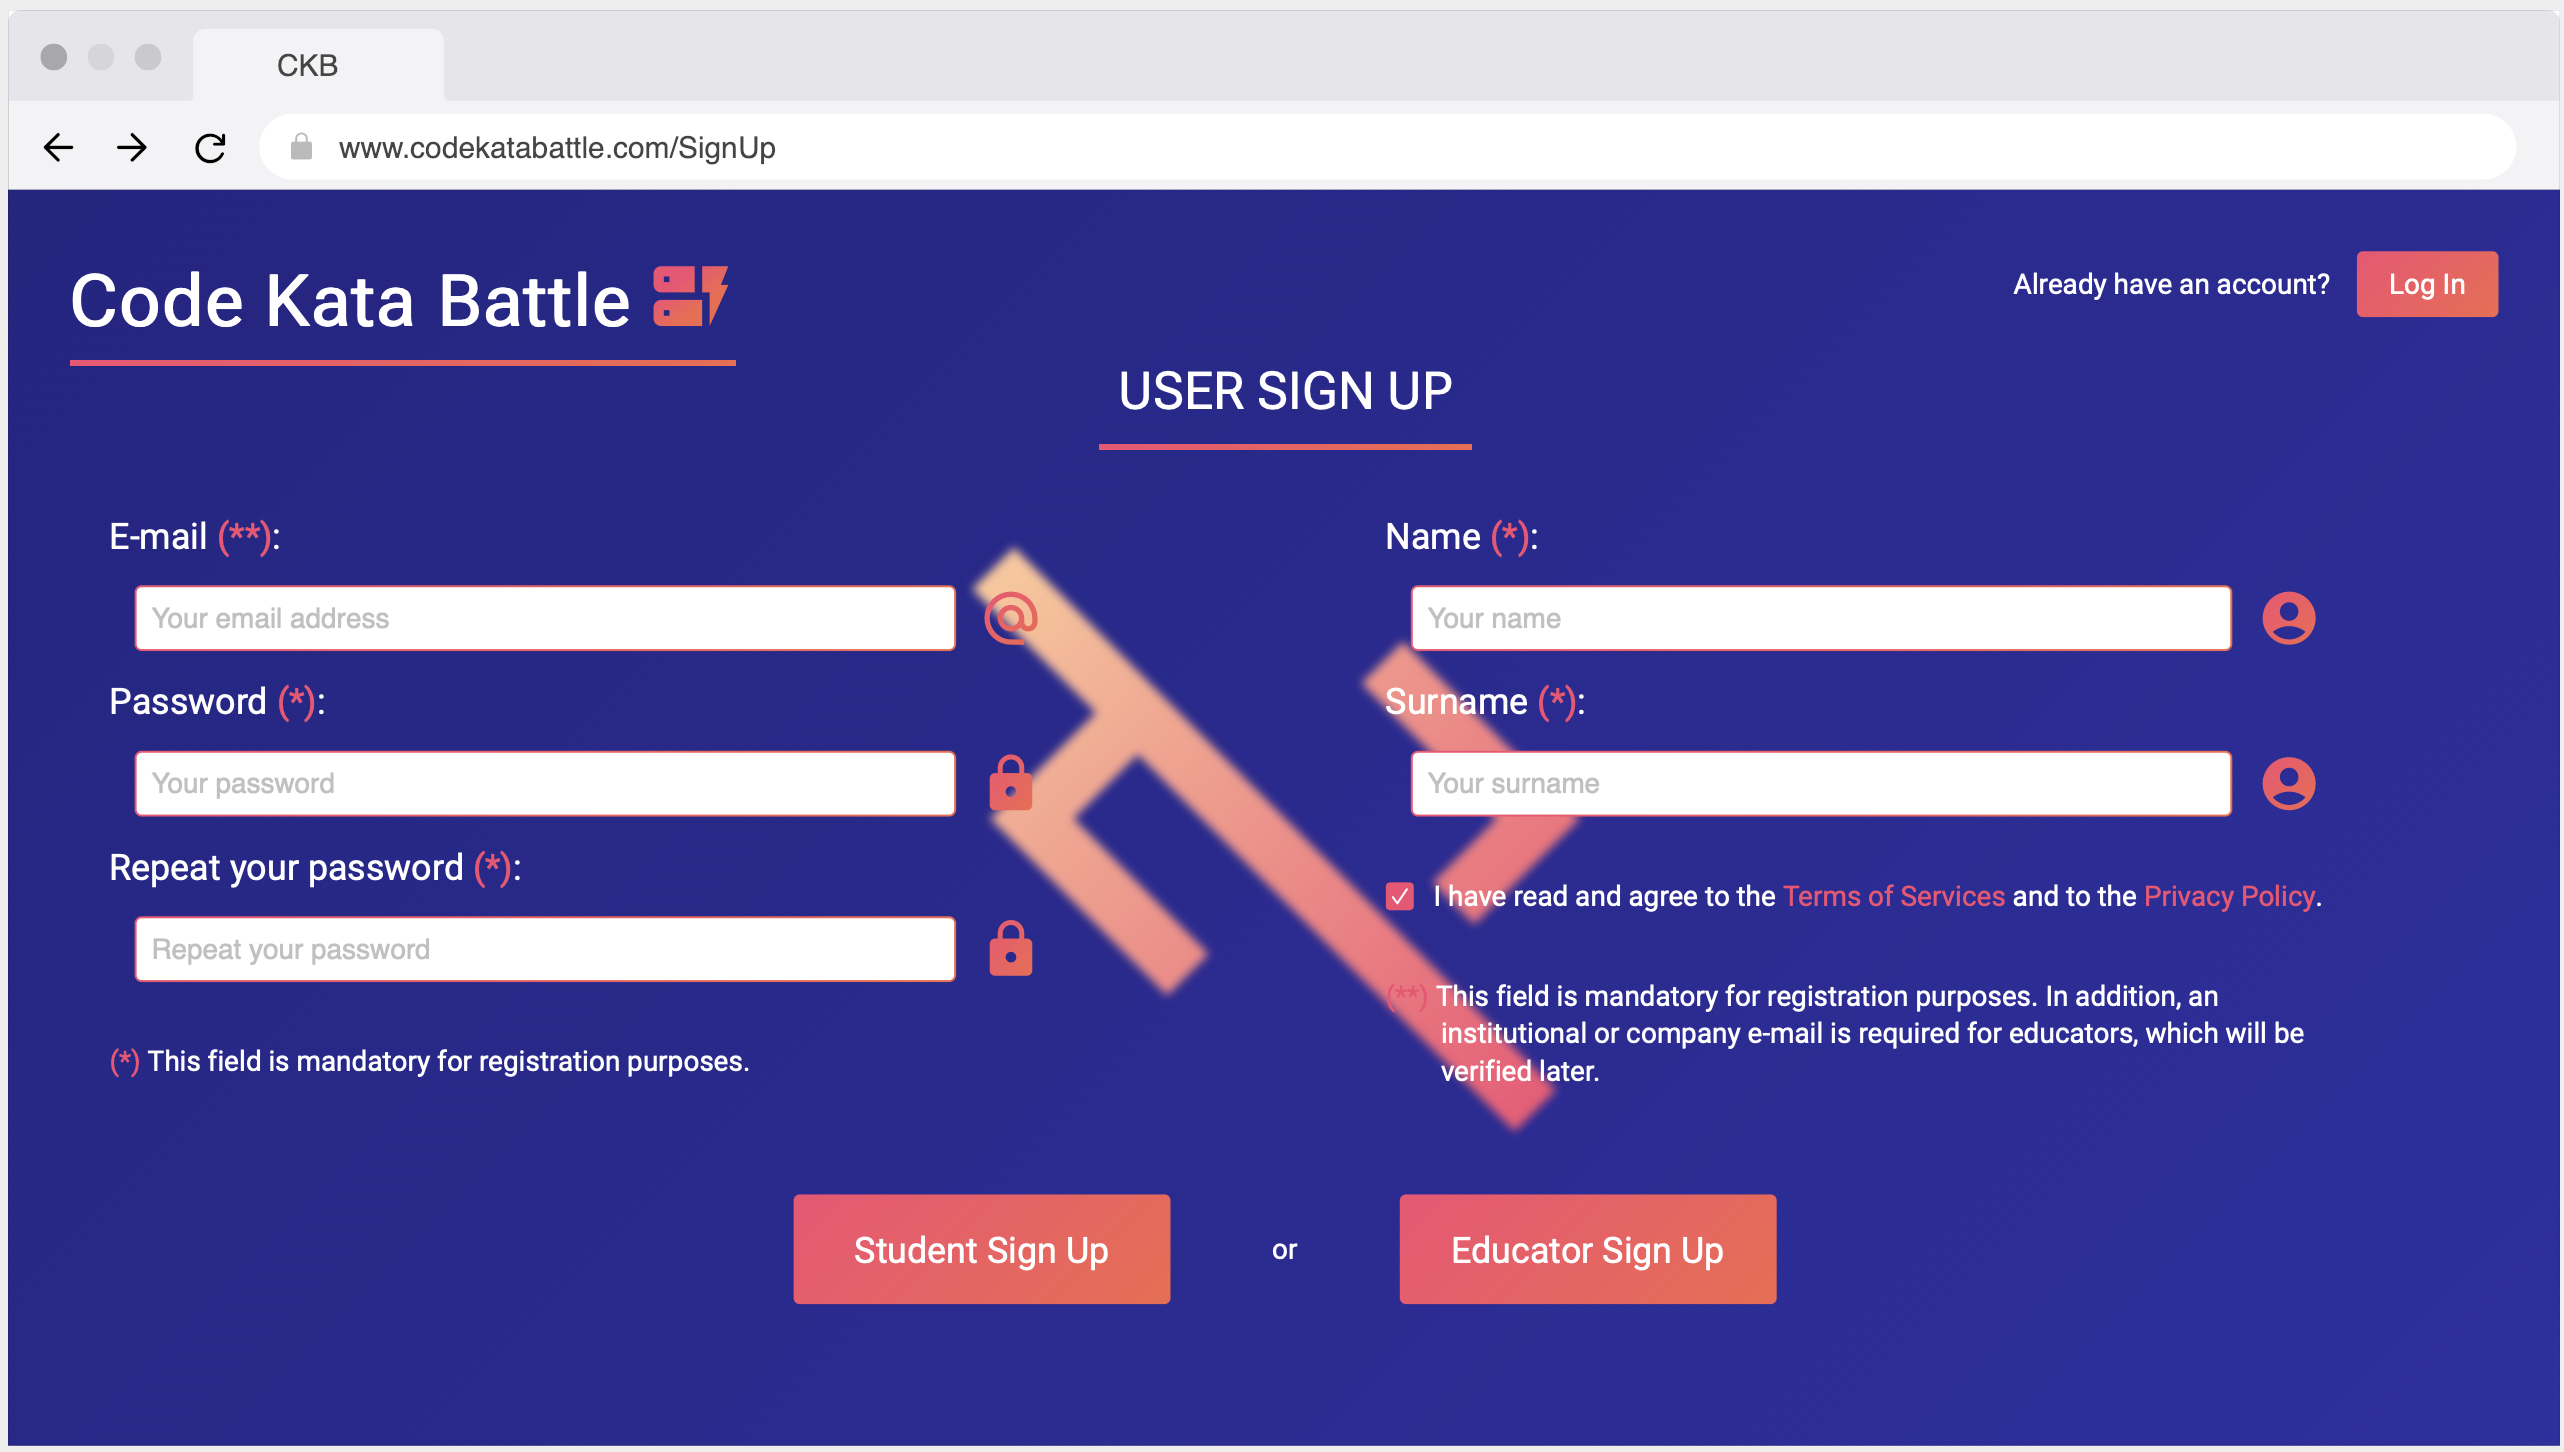 CKB
www.codekatabattle.com/SignUp
Code Kata Battle
Already have an account?
Log In
USER SIGN UP
E-mail (**):
Your email address
Password (*):
Your password
Repeat your password (*):
Repeat your password
(*) This field is mandatory for registration purposes.
Name (*):
Your name
Surname (*):
Your surname
I have read and agree to the Terms of Services and to the Privacy Policy.
(**) This field is mandatory for registration purposes. In addition, an
institutional or company e-mail is required for educators, which will be
verified later.
Student Sign Up
or
Educator Sign Up